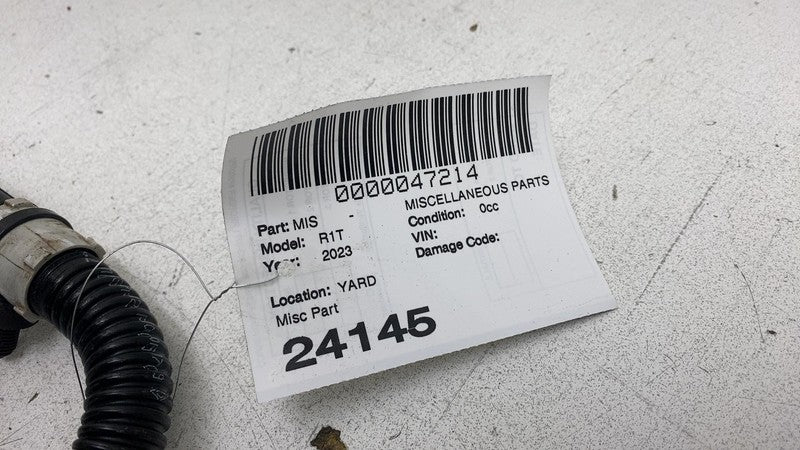 0000047214
Part: MIS - MISCELLANEOUS PARTS
Model: R1T Condition: 0cc
Year: 2023 VIN:
Damage Code:
Location: YARD
Misc Part
24145